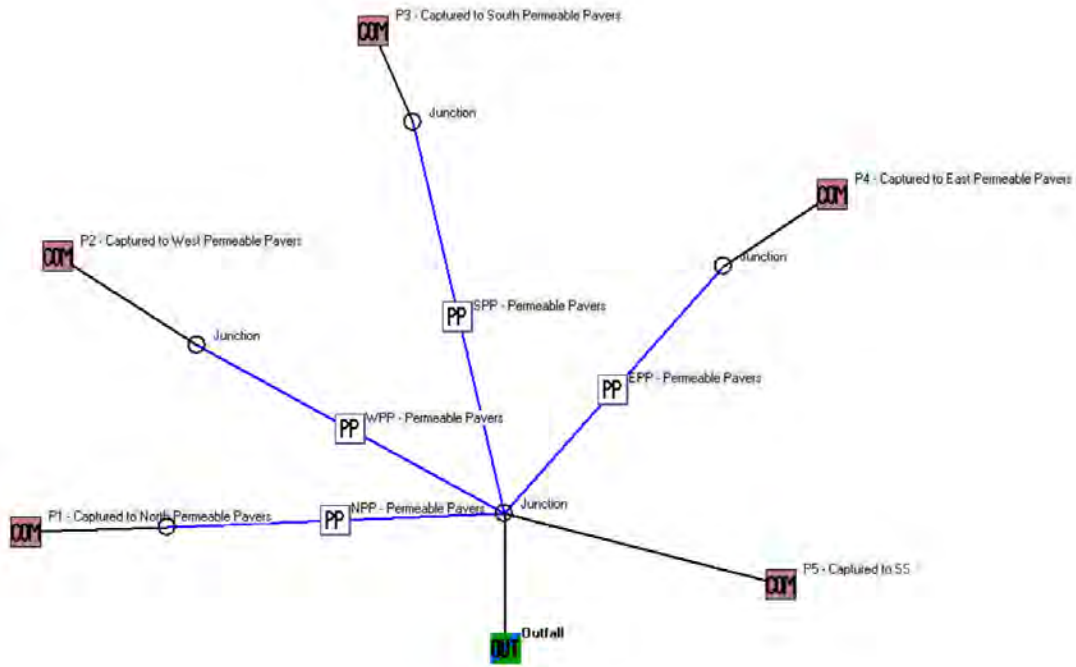 P3 - Captured to South Permeable Pavers
COM
Junction
P4 - Captured to East Permeable Pavers
COM
P2 - Captured to West Permeable Pavers
COM
Junction
Junction
SPP - Permeable Pavers
PP
EPP - Permeable Pavers
PP
WPP - Permeable Pavers
PP
NPP - Permeable Pavers
PP
Junction
P1 - Captured to North Permeable Pavers
COM
P5 - Captured to SS
COM
Outfall
OUT